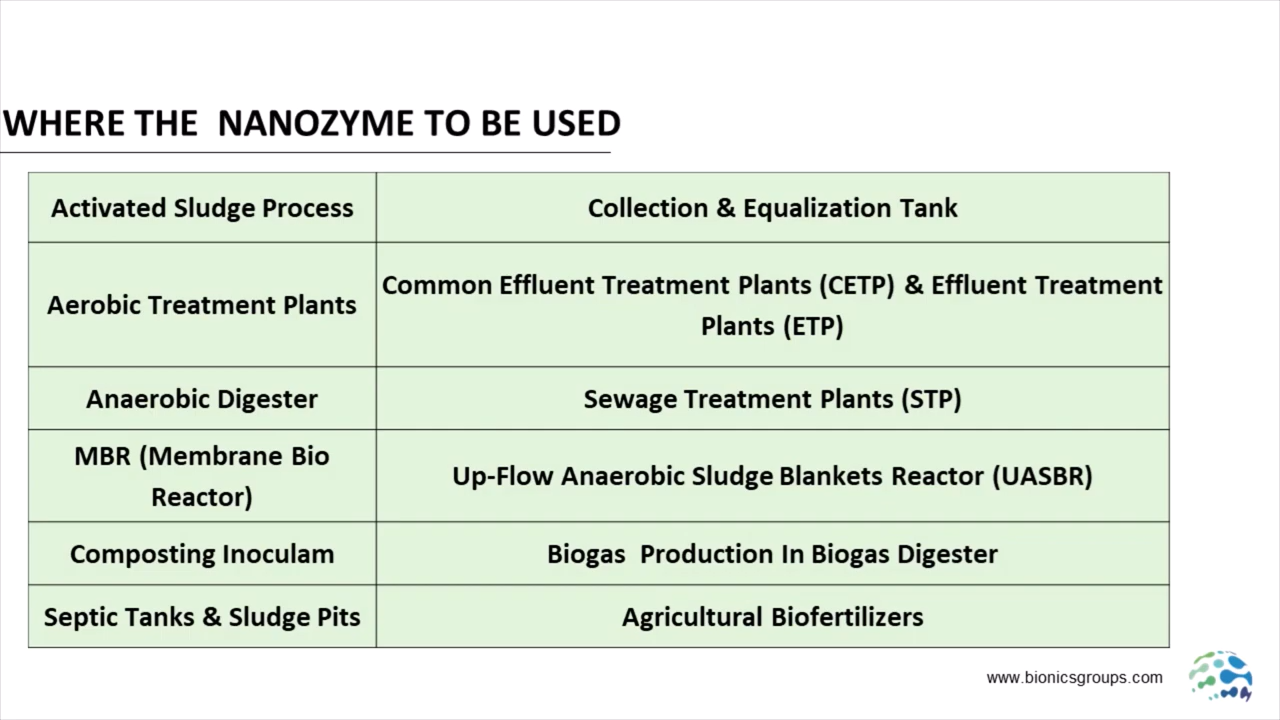 WHERE THE  NANOZYME TO BE USED
Activated Sludge Process
Collection & Equalization Tank
Aerobic Treatment Plants
Common Effluent Treatment Plants (CETP) & Effluent Treatment
Plants (ETP)
Anaerobic Digester
Sewage Treatment Plants (STP)
MBR (Membrane Bio
Reactor)
Up-Flow Anaerobic Sludge Blankets Reactor (UASBR)
Composting Inoculam
Biogas  Production In Biogas Digester
Septic Tanks & Sludge Pits
Agricultural Biofertilizers
www.bionicsgroups.com